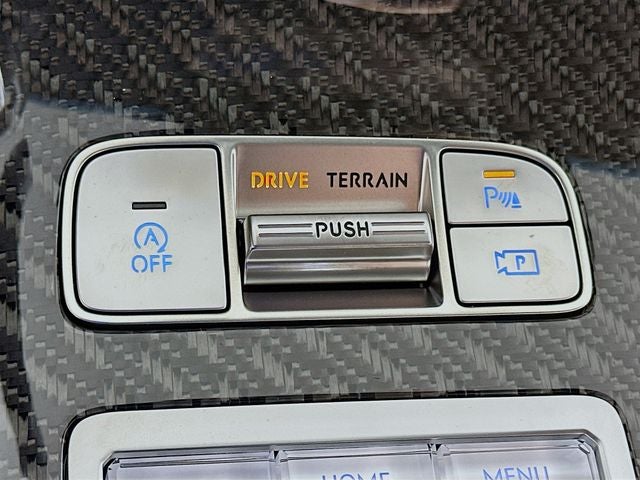 DRIVE TERRAIN
PUSH
A
OFF
P
P
HOME
MENU